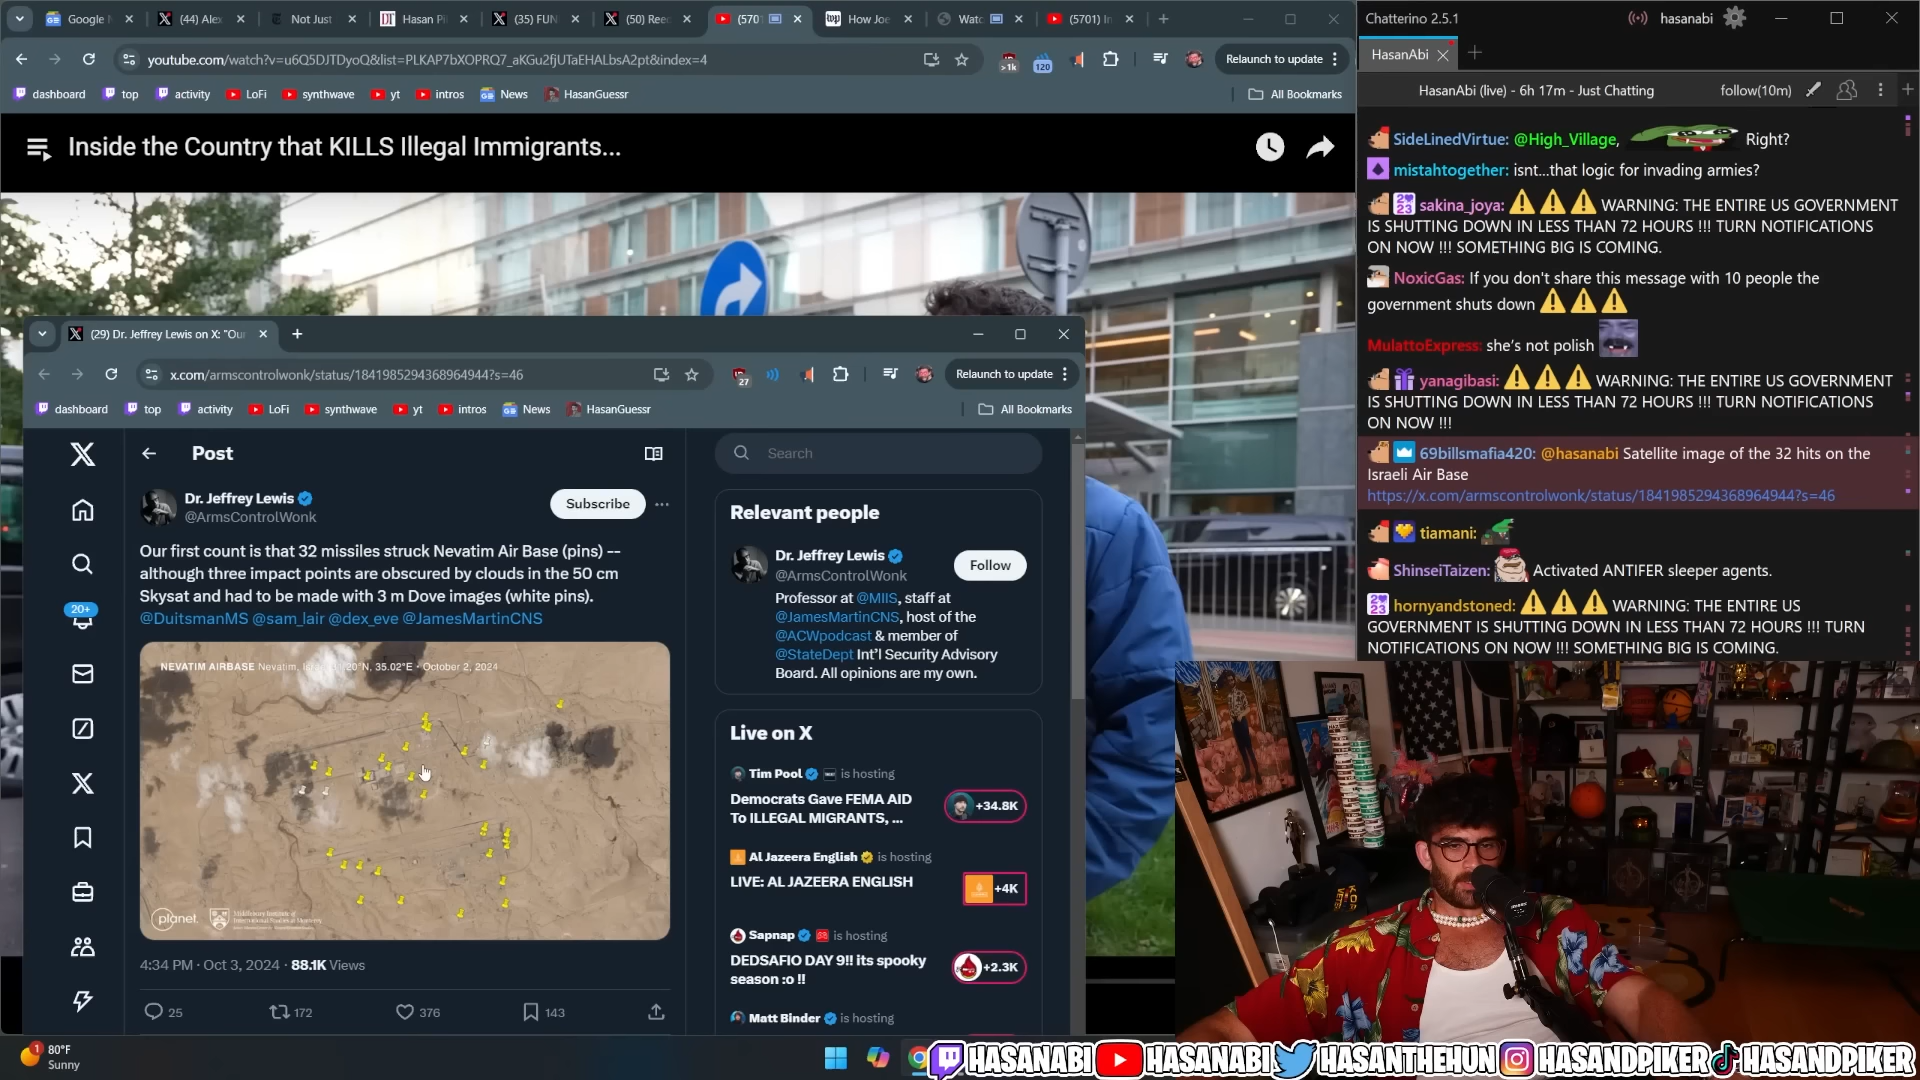 Google
(44) Alex
Not Just
Hasan Pi
(35) FUN
(50) Reec
(570
How Joe
Watc
(5701) In
youtube.com/watch?v=u6Q5DJTDyoQ&list=PLKAP7bXOPRQ7_aKGu2fjUTaEHALbsA2pt&index=4
>1k
120
Relaunch to update
dashboard
top
activity
LoFi
synthwave
yt
intros
News
HasanGuessr
All Bookmarks
Inside the Country that KILLS Illegal Immigrants...
(29) Dr. Jeffrey Lewis on X: "Our
x.com/armscontrolwonk/status/1841985294368964944?s=46
27
Relaunch to update
dashboard
top
activity
LoFi
synthwave
yt
intros
News
HasanGuessr
All Bookmarks
Post
Dr. Jeffrey Lewis
@ArmsControlWonk
Subscribe
Our first count is that 32 missiles struck Nevatim Air Base (pins) --
although three impact points are obscured by clouds in the 50 cm
Skysat and had to be made with 3 m Dove images (white pins).
@DuitsmanMS @sam_lair @dex_eve @JamesMartinCNS
20+
NEVATIM AIRBASE Nevatim, 35.02°E • October 2, 2024
planet.
Middlebury Institute of
International Studies at Monterey
4:34 PM · Oct 3, 2024 · 88.1K Views
25
172
376
143
Search
Relevant people
Dr. Jeffrey Lewis
@ArmsControlWonk
Follow
Professor at @MIIS, staff at
@JamesMartinCNS, host of the
@ACWpodcast & member of
@StateDept Int'l Security Advisory
Board. All opinions are my own.
Live on X
Tim Pool is hosting
Democrats Gave FEMA AID
To ILLEGAL MIGRANTS, ...
+34.8K
Al Jazeera English is hosting
LIVE: AL JAZEERA ENGLISH
+4K
Sapnap is hosting
DEDSAFIO DAY 9!! its spooky
season :o !!
+2.3K
Matt Binder is hosting
Chatterino 2.5.1
hasanabi
HasanAbi
HasanAbi (live) - 6h 17m - Just Chatting
follow(10m)
SideLinedVirtue: @High_Village, Right?
mistahtogether: isnt...that logic for invading armies?
sakina_joya: WARNING: THE ENTIRE US GOVERNMENT
IS SHUTTING DOWN IN LESS THAN 72 HOURS !!! TURN NOTIFICATIONS
ON NOW !!! SOMETHING BIG IS COMING.
NoxicGas: If you don't share this message with 10 people the
government shuts down
MulattoExpress: she's not polish
yanagibasi: WARNING: THE ENTIRE US GOVERNMENT
IS SHUTTING DOWN IN LESS THAN 72 HOURS !!! TURN NOTIFICATIONS
ON NOW !!!
69billsmafia420: @hasanabi Satellite image of the 32 hits on the
Israeli Air Base
https://x.com/armscontrolwonk/status/1841985294368964944?s=46
tiamani:
ShinseiTaizen: Activated ANTIFER sleeper agents.
hornyandstoned: WARNING: THE ENTIRE US
GOVERNMENT IS SHUTTING DOWN IN LESS THAN 72 HOURS !!! TURN
NOTIFICATIONS ON NOW !!! SOMETHING BIG IS COMING.
1
80°F
Sunny
HASANABI
HASANABI
HASANTHEHUN
HASANDPIKER
HASANDPIKER